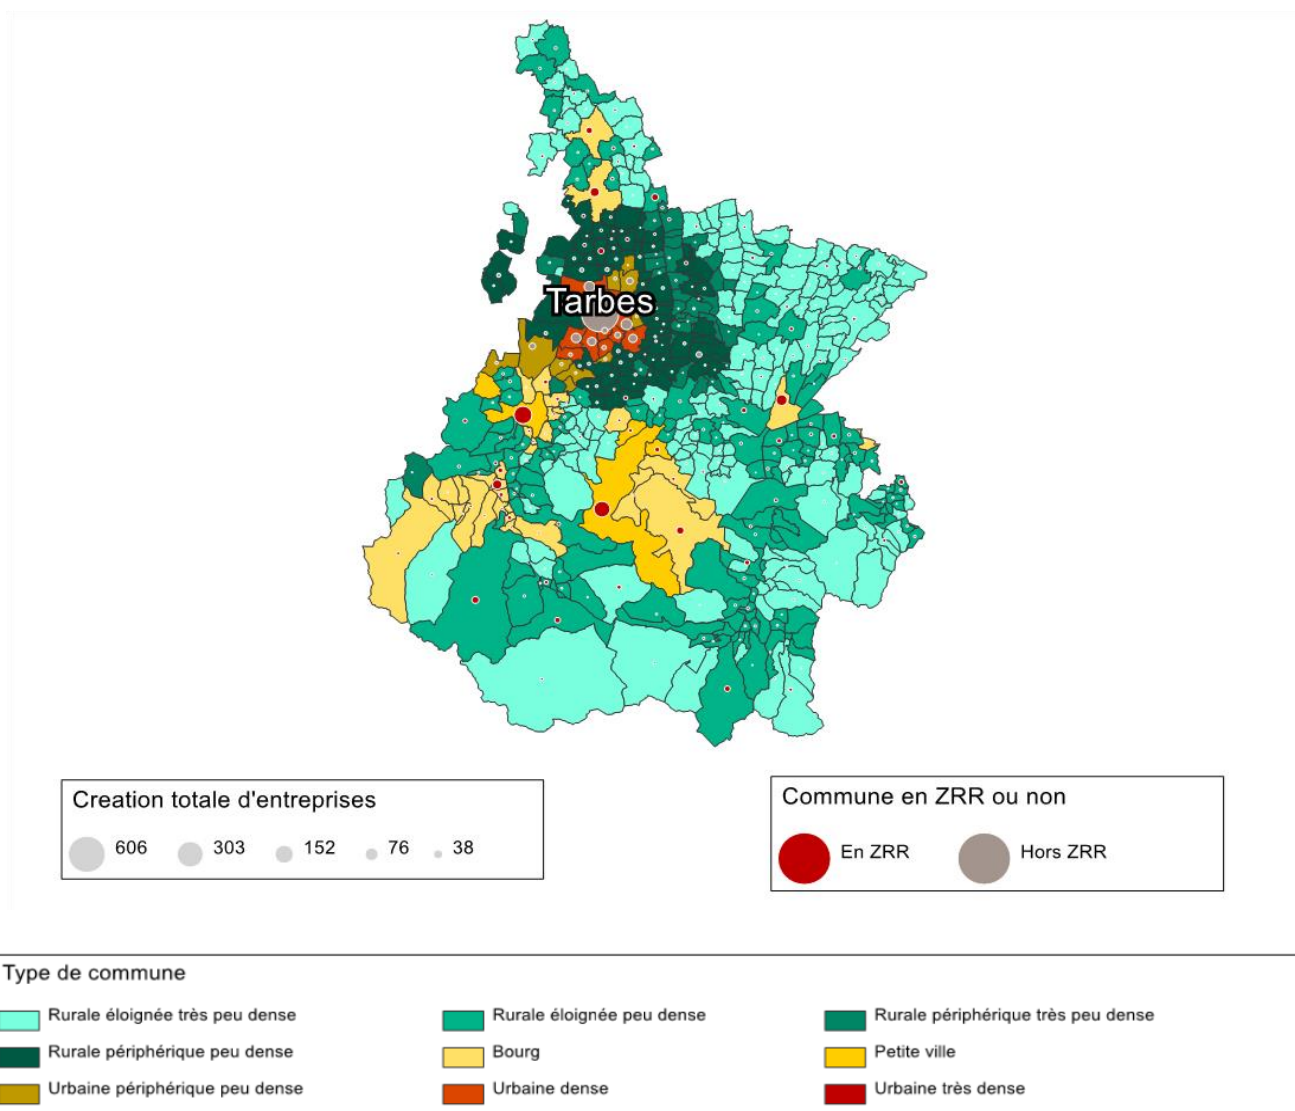 Tarbes
Creation totale d'entreprises
606 303 152 76 38
Commune en ZRR ou non
En ZRR Hors ZRR
Type de commune
Rurale éloignée très peu dense Rurale éloignée peu dense Rurale périphérique très peu dense
Rurale périphérique peu dense Bourg Petite ville
Urbaine périphérique peu dense Urbaine dense Urbaine très dense